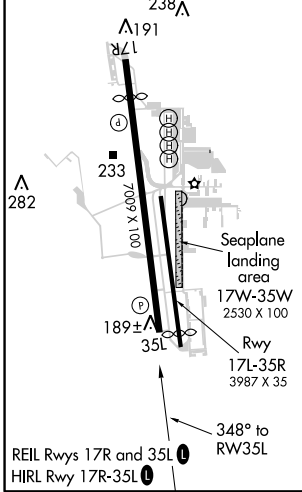 238
191
17R
P
H
H
H
H
233
282
7009 X 100
Seaplane
landing
area
17W-35W
2530 X 100
P
189±
35L
Rwy
17L-35R
3987 X 35
348° to
RW35L
REIL Rwys 17R and 35L L
HIRL Rwy 17R-35L L